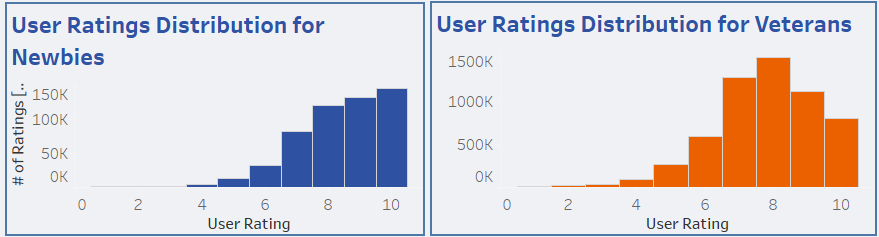 User Ratings Distribution for
Newbies
# of Ratings [..
150K
100K
50K
0K
0 2 4 6 8 10
User Rating
User Ratings Distribution for Veterans
1500K
1000K
500K
0K
0 2 4 6 8 10
User Rating